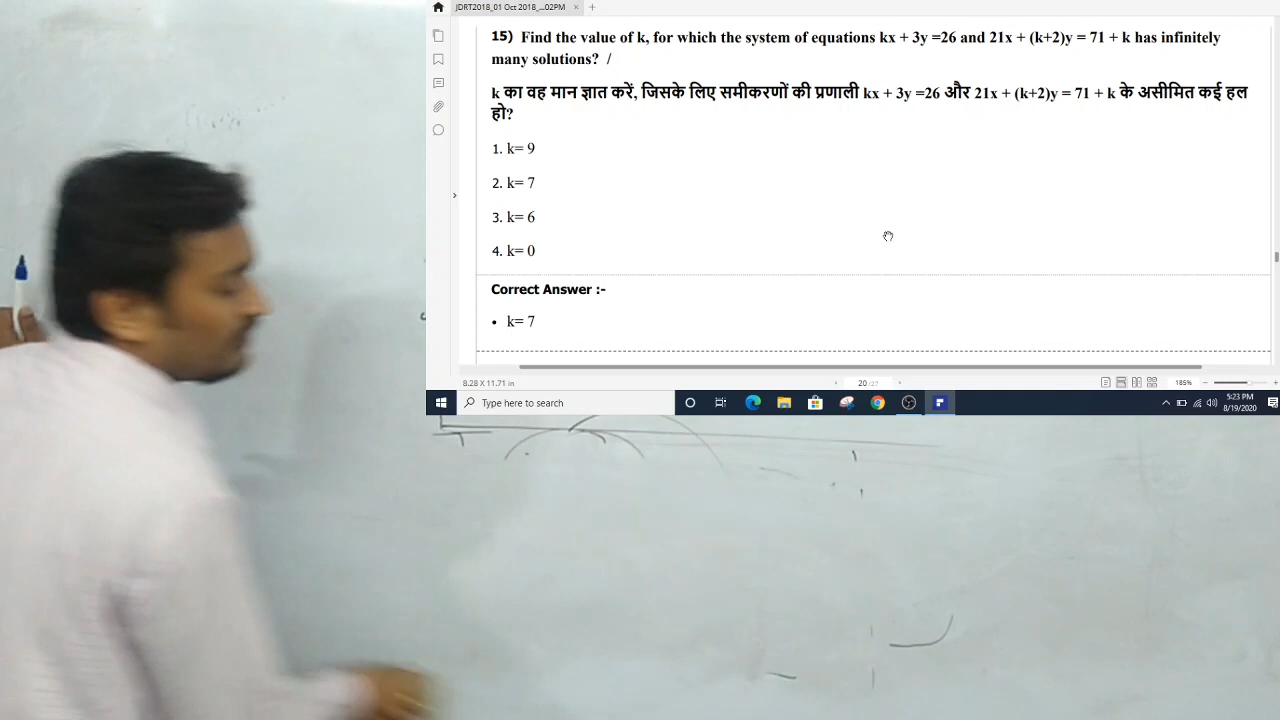 JDRT2018_01 Oct 2018_...02PM
15) Find the value of k, for which the system of equations kx + 3y =26 and 21x + (k+2)y = 71 + k has infinitely
many solutions? /
k का वह मान ज्ञात करें, जिसके लिए समीकरणों की प्रणाली kx + 3y =26 और 21x + (k+2)y = 71 + k के असीमित कई हल
हो?
1. k= 9
2. k= 7
3. k= 6
4. k= 0
Correct Answer :-
• k= 7
8.28 X 11.71 in
20 /27
185%
Type here to search
5:23 PM
8/19/2020